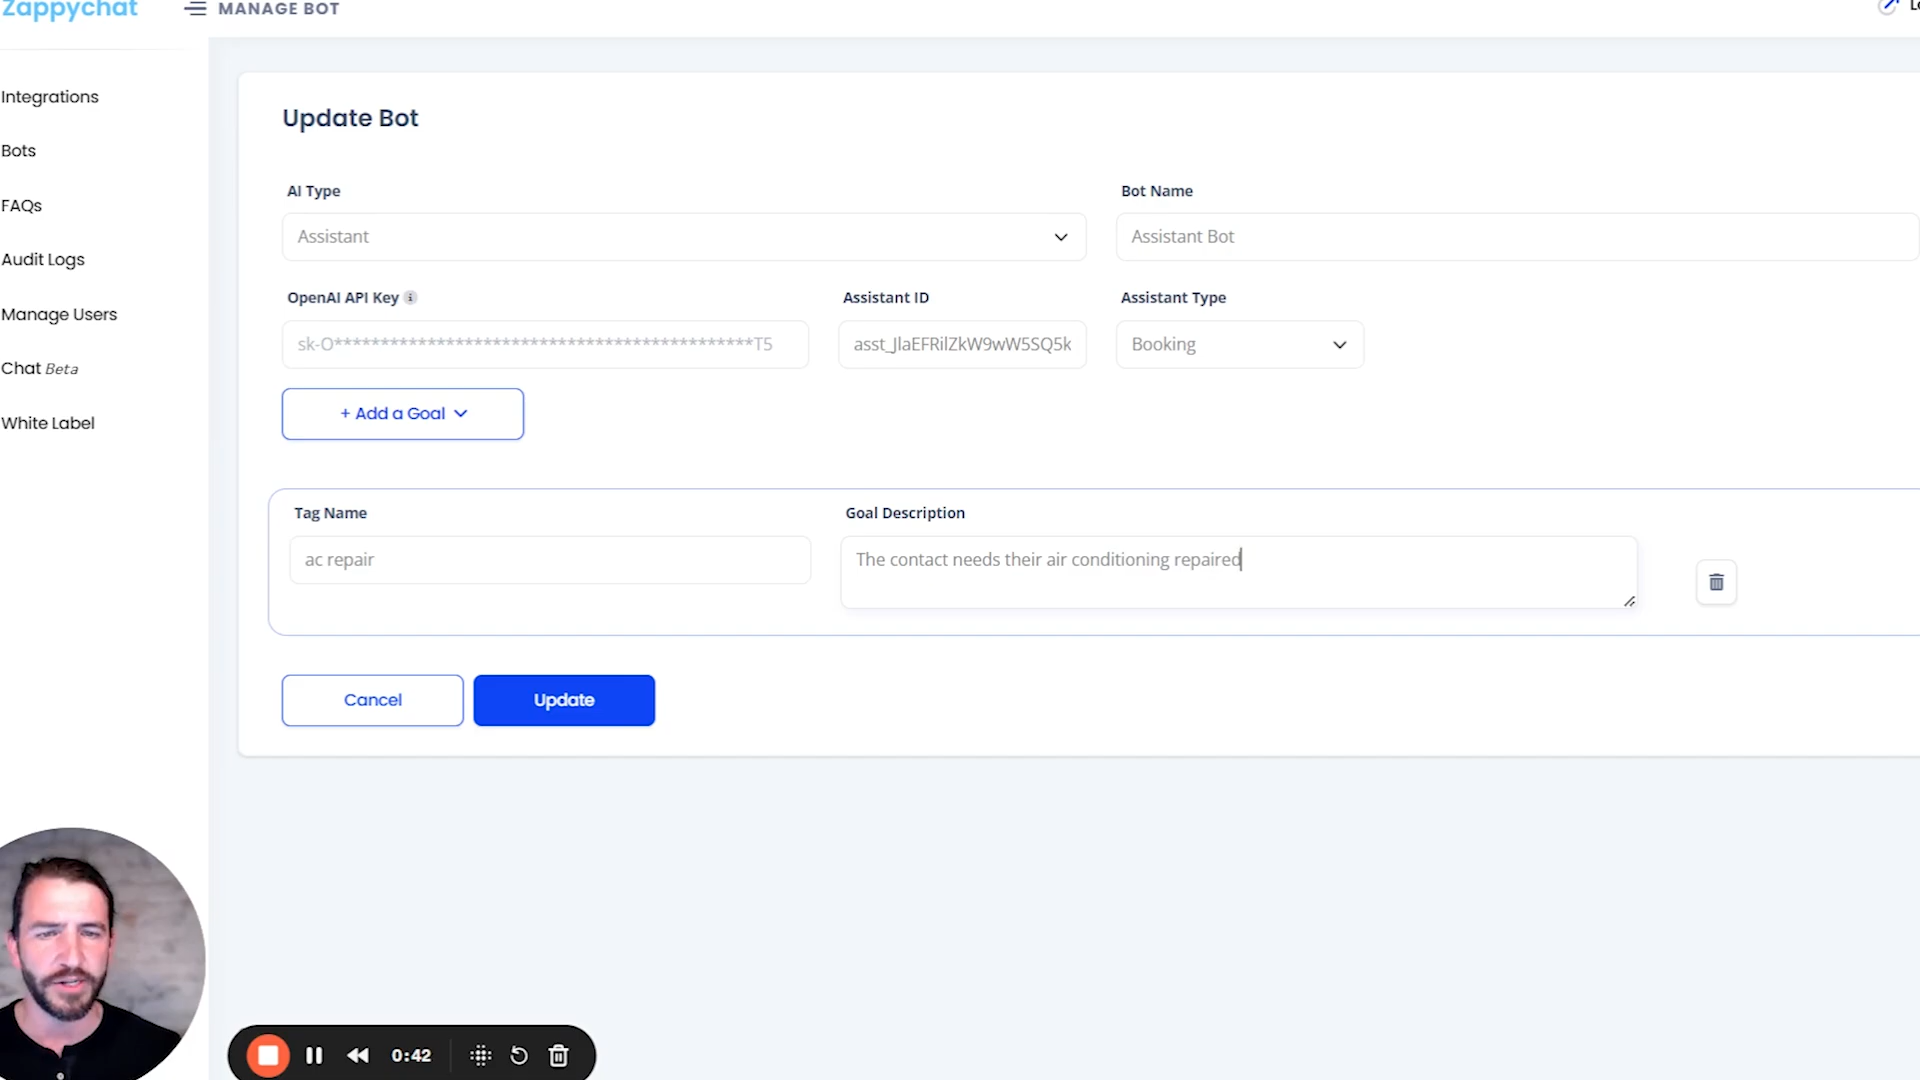 Zappychat
MANAGE BOT
Integrations
Bots
FAQs
Audit Logs
Manage Users
Chat Beta
White Label
Update Bot
AI Type
Bot Name
Assistant
Assistant Bot
OpenAI API Key
Assistant ID
Assistant Type
sk-O*********************************************T5
asst_JlaEFRilZkW9wW5SQ5k
Booking
+ Add a Goal
Tag Name
Goal Description
ac repair
The contact needs their air conditioning repaired
Cancel
Update
0:42